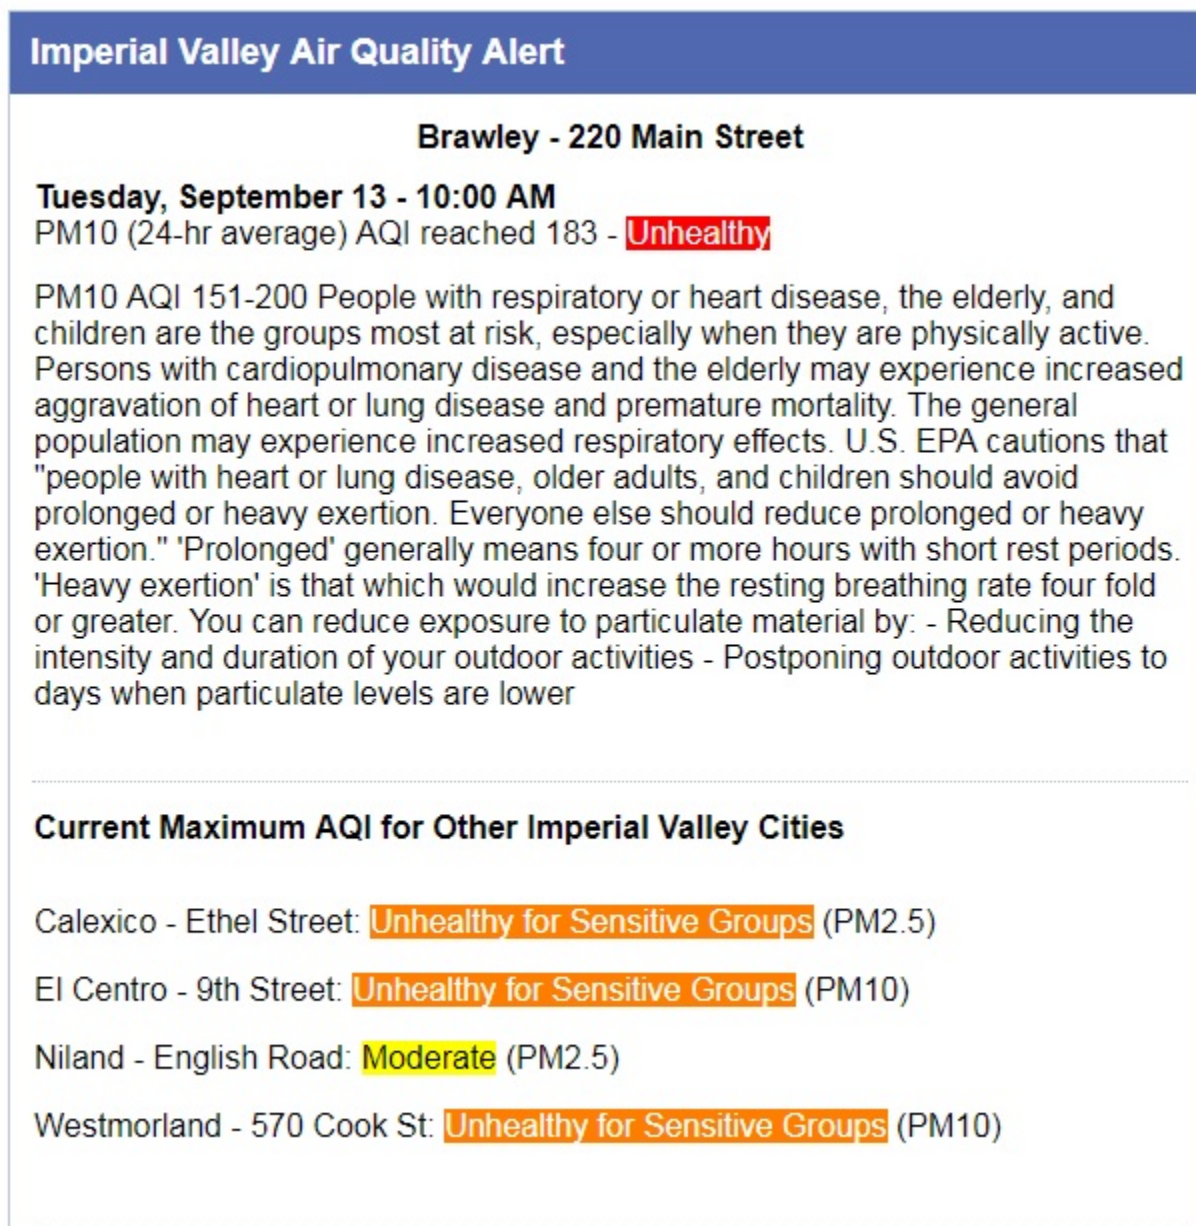 Imperial Valley Air Quality Alert
Brawley - 220 Main Street
Tuesday, September 13 - 10:00 AM
PM10 (24-hr average) AQI reached 183 - Unhealthy
PM10 AQI 151-200 People with respiratory or heart disease, the elderly, and
children are the groups most at risk, especially when they are physically active.
Persons with cardiopulmonary disease and the elderly may experience increased
aggravation of heart or lung disease and premature mortality. The general
population may experience increased respiratory effects. U.S. EPA cautions that
"people with heart or lung disease, older adults, and children should avoid
prolonged or heavy exertion. Everyone else should reduce prolonged or heavy
exertion." 'Prolonged' generally means four or more hours with short rest periods.
'Heavy exertion' is that which would increase the resting breathing rate four fold
or greater. You can reduce exposure to particulate material by: - Reducing the
intensity and duration of your outdoor activities - Postponing outdoor activities to
days when particulate levels are lower
Current Maximum AQI for Other Imperial Valley Cities
Calexico - Ethel Street: Unhealthy for Sensitive Groups (PM2.5)
El Centro - 9th Street: Unhealthy for Sensitive Groups (PM10)
Niland - English Road: Moderate (PM2.5)
Westmorland - 570 Cook St: Unhealthy for Sensitive Groups (PM10)